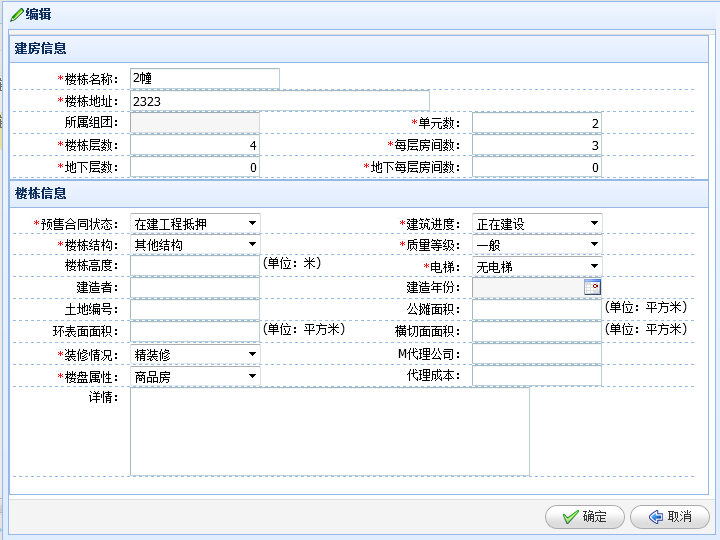 编辑
建房信息
*楼栋名称： 2幢
*楼栋地址： 2323
所属组团： *单元数： 2
*楼栋层数： 4 *每层房间数： 3
*地下层数： 0 *地下每层房间数： 0
楼栋信息
*预售合同状态： 在建工程抵押 *建筑进度： 正在建设
*楼栋结构： 其他结构 *质量等级： 一般
楼栋高度： (单位：米) *电梯： 无电梯
建造者： 建造年份：
土地编号： 公摊面积： (单位：平方米)
环表面面积： (单位：平方米) 横切面面积： (单位：平方米)
*装修情况： 精装修 M代理公司：
*楼盘属性： 商品房 代理成本：
详情：
确定 取消